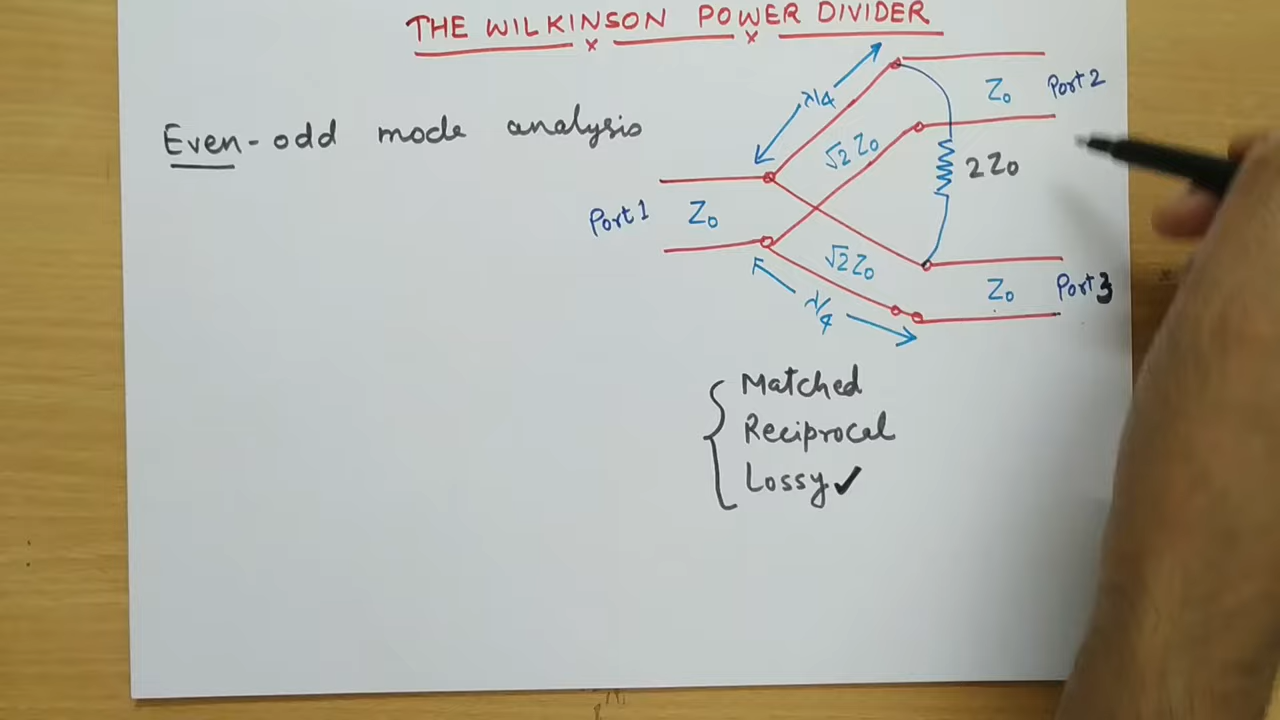 THE WILKINSON POWER DIVIDER
Even-odd mode analysis
λ/4
√2 Z₀
Z₀
Port 2
2Z₀
Port 1
Z₀
√2 Z₀
λ/4
Z₀
Port 3
Matched
Reciprocal
Lossy ✓